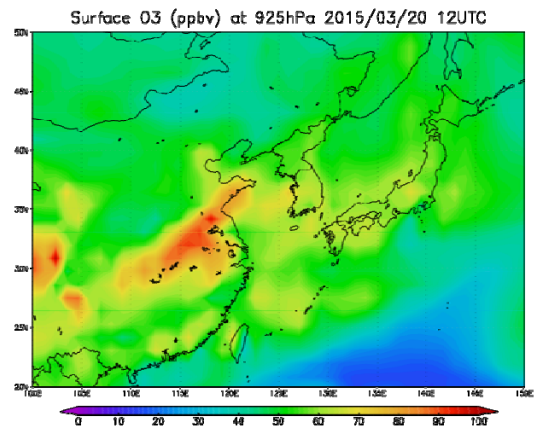 Surface O3 (ppbv) at 925hPa 2015/03/20 12UTC
50N
45N
40N
35N
30N
25N
20N
100E 105E 110E 115E 120E 125E 130E 135E 140E 145E 150E
0 10 20 30 40 50 60 70 80 90 100